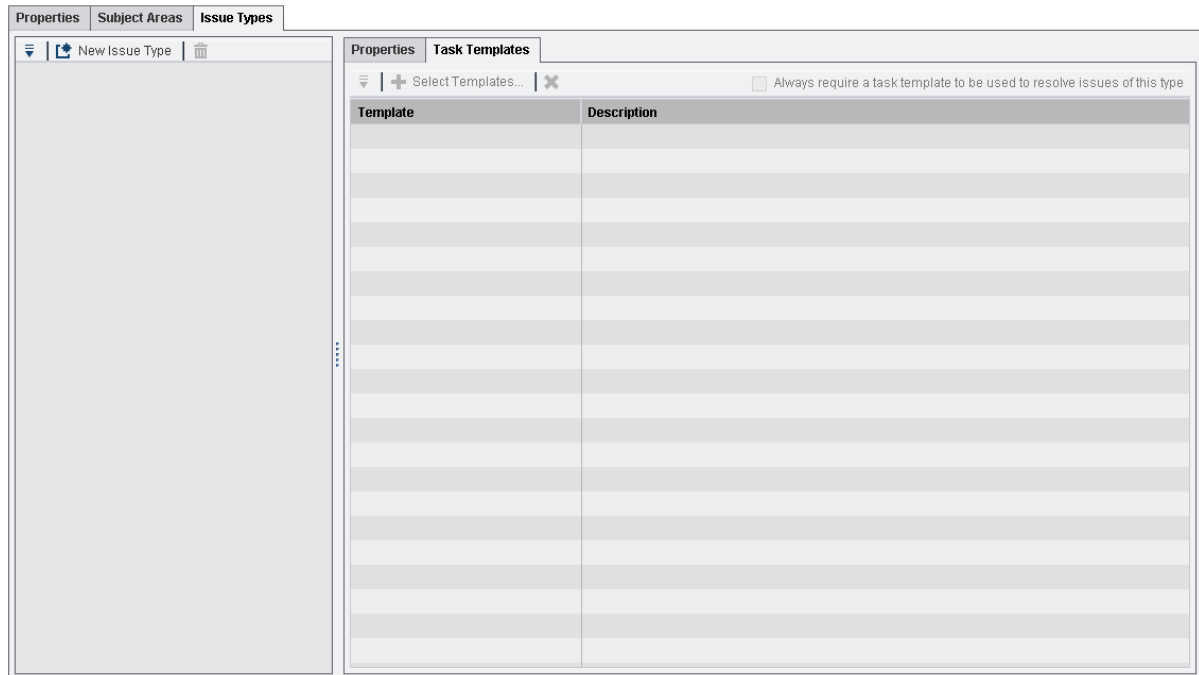 Properties Subject Areas Issue Types
New Issue Type
Properties Task Templates
Select Templates... Always require a task template to be used to resolve issues of this type
Template Description